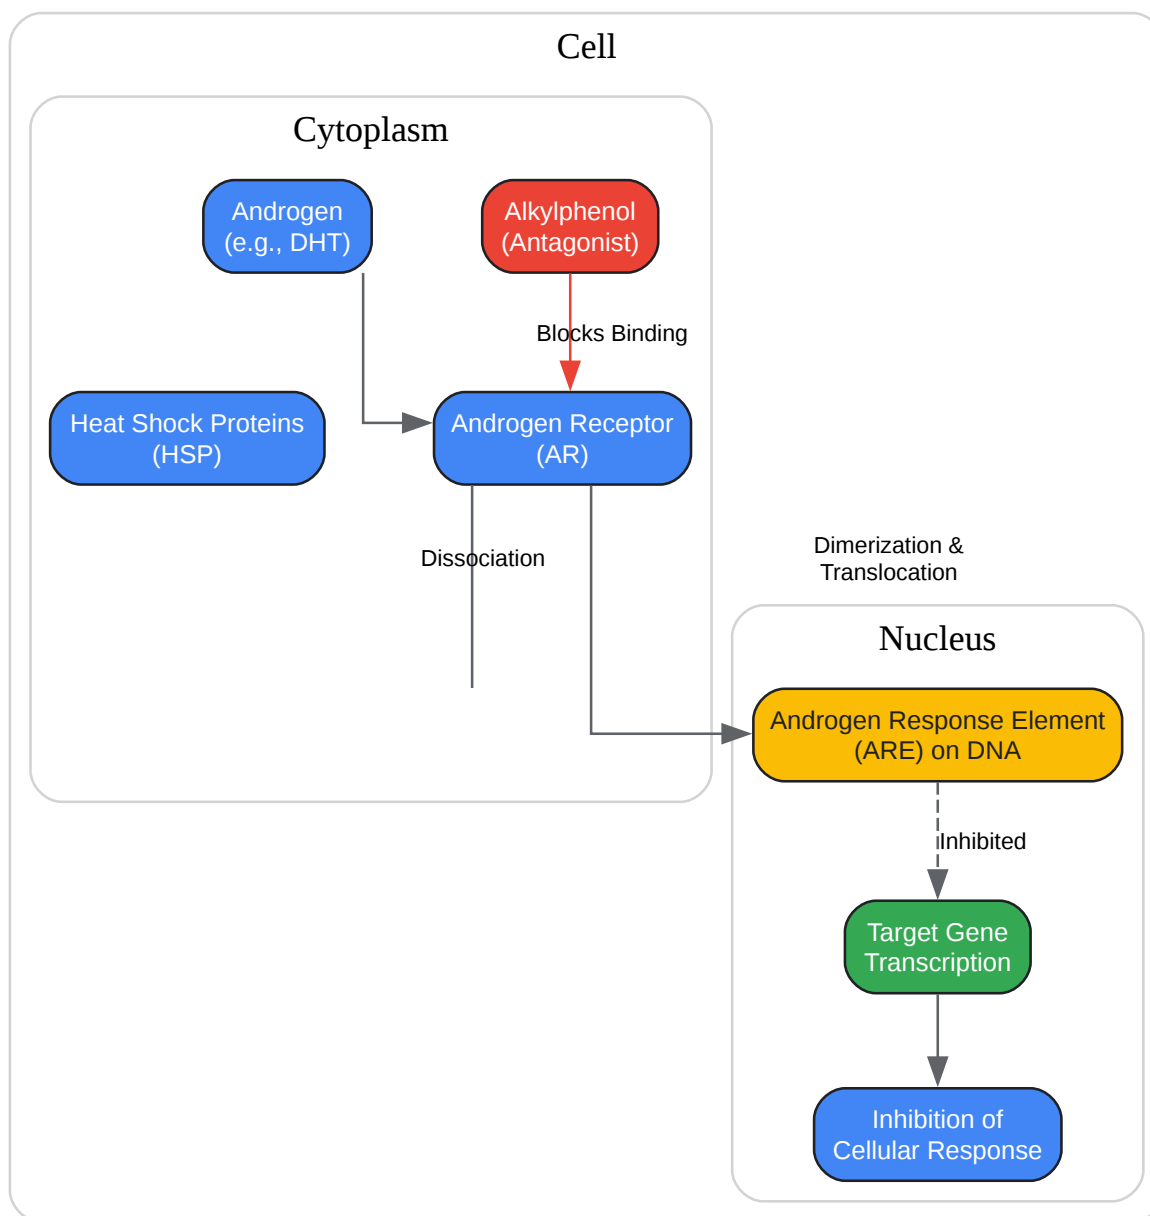 Cell
Cytoplasm
Androgen
(e.g., DHT)
Alkylphenol
(Antagonist)
Blocks Binding
Heat Shock Proteins
(HSP)
Androgen Receptor
(AR)
Dissociation
Dimerization &
Translocation
Nucleus
Androgen Response Element
(ARE) on DNA
Inhibited
Target Gene
Transcription
Inhibition of
Cellular Response